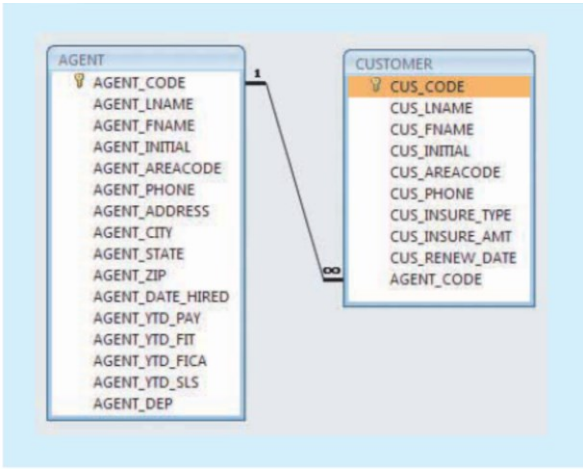 AGENT
AGENT_CODE
AGENT_LNAME
AGENT_FNAME
AGENT_INITIAL
AGENT_AREACODE
AGENT_PHONE
AGENT_ADDRESS
AGENT_CITY
AGENT_STATE
AGENT_ZIP
AGENT_DATE_HIRED
AGENT_YTD_PAY
AGENT_YTD_FIT
AGENT_YTD_FICA
AGENT_YTD_SLS
AGENT_DEP
1
∞
CUSTOMER
CUS_CODE
CUS_LNAME
CUS_FNAME
CUS_INITIAL
CUS_AREACODE
CUS_PHONE
CUS_INSURE_TYPE
CUS_INSURE_AMT
CUS_RENEW_DATE
AGENT_CODE